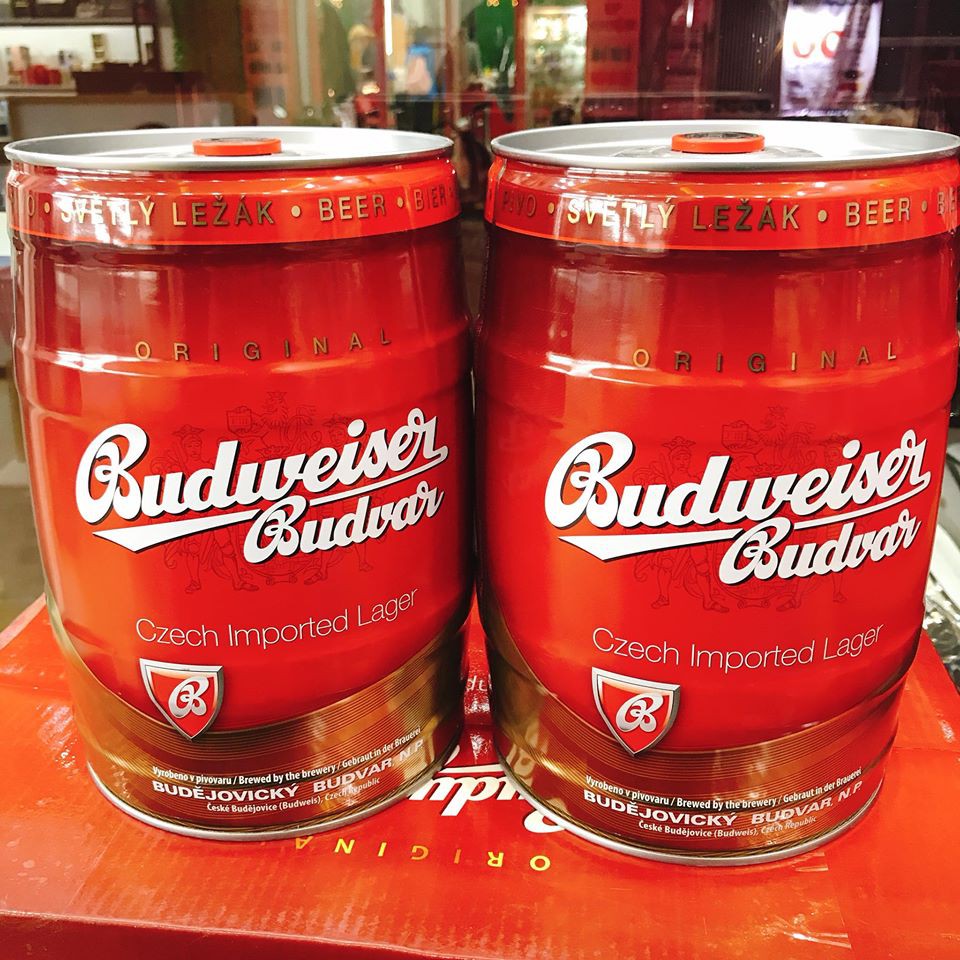 • SVĚTLÝ LEŽÁK • BEER • BIER •
ORIGINAL
Budweiser
Budvar
Czech Imported Lager
B
Vyrobeno v pivovaru / Brewed by the brewery / Gebraut in der Brauerei
BUDĚJOVICKÝ BUDVAR, N.P.
České Budějovice (Budweis), Czech Republic
PIVO • SVĚTLÝ LEŽÁK • BEER •
ORIGINAL
Budweiser
Budvar
Czech Imported Lager
B
Vyrobeno v pivovaru / Brewed by the brewery / Gebraut in der Brauerei
BUDĚJOVICKÝ BUDVAR, N.P.
České Budějovice (Budweis), Czech Republic
ORIGINA